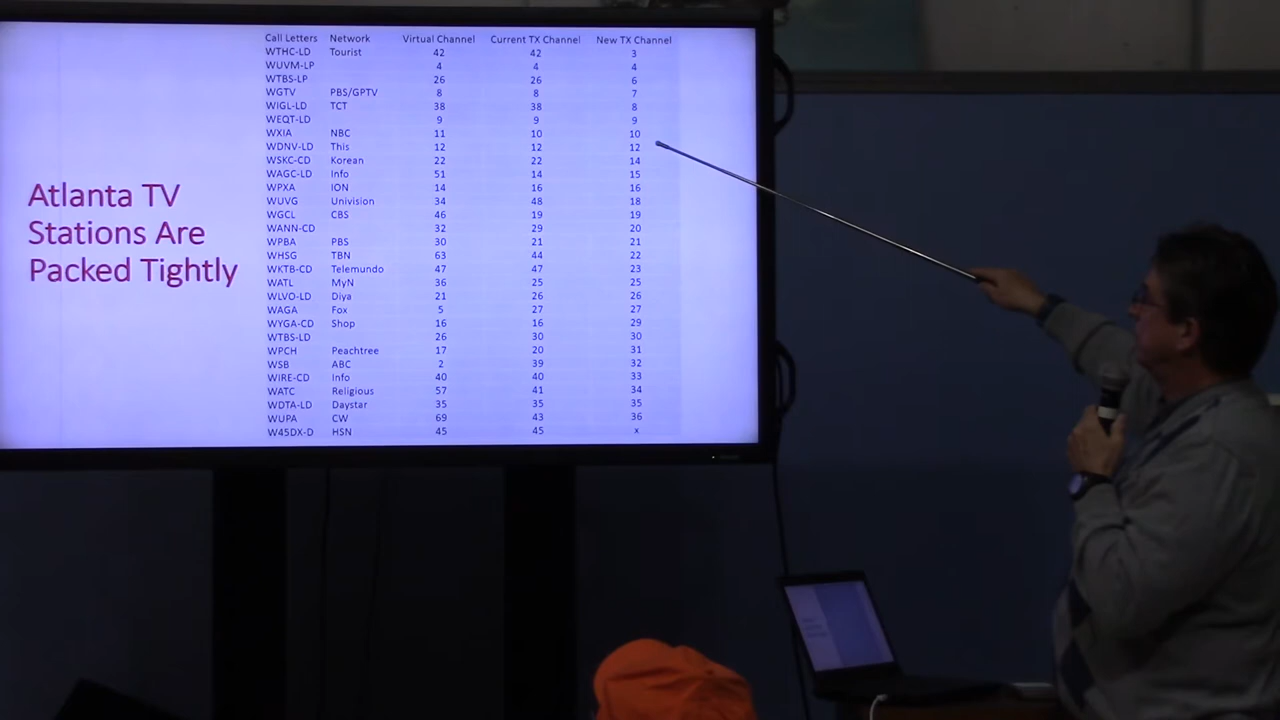 Call Letters Network Virtual Channel Current TX Channel New TX Channel
WTHC-LD Tourist 42 42 3
WUVM-LP 4 4 4
WTBS-LP 26 26 6
WGTV PBS/GPTV 8 8 7
WIGL-LD TCT 38 38 8
WEQT-LD 9 9 9
WXIA NBC 11 10 10
WDNV-LD This 12 12 12
WSKC-CD Korean 22 22 14
WAGC-LD Info 51 14 15
WPXA ION 14 16 16
WUVG Univision 34 48 18
WGCL CBS 46 19 19
WANN-CD 32 29 20
WPBA PBS 30 21 21
WHSG TBN 63 44 22
WKTB-CD Telemundo 47 47 23
WATL MyN 36 25 25
WLVO-LD Diya 21 26 26
WAGA Fox 5 27 27
WYGA-CD Shop 16 16 29
WTBS-LD 26 30 30
WPCH Peachtree 17 20 31
WSB ABC 2 39 32
WIRE-CD Info 40 40 33
WATC Religious 57 41 34
WDTA-LD Daystar 35 35 35
WUPA CW 69 43 36
W45DX-D HSN 45 45 x
Atlanta TV
Stations Are
Packed Tightly